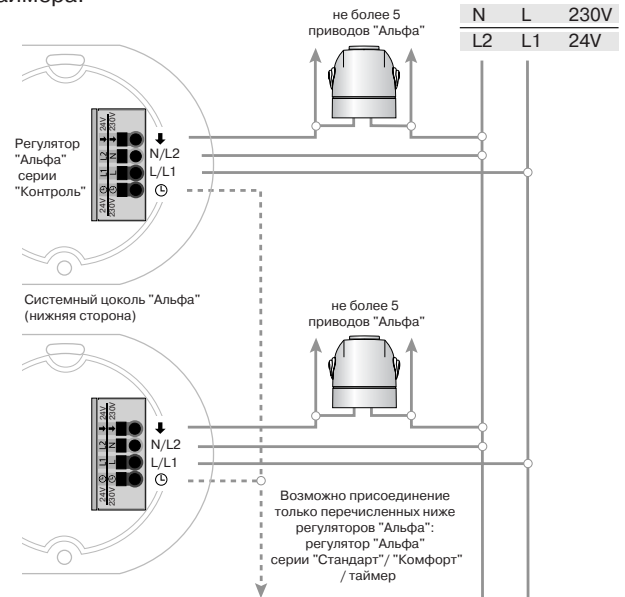 аймера.
не более 5
приводов "Альфа"
N L 230V
L2 L1 24V
Регулятор
"Альфа"
серии
"Контроль"
24V 230V
L2 N
L1 L
24V 230V
N/L2
L/L1
Системный цоколь "Альфа"
(нижняя сторона)
не более 5
приводов "Альфа"
24V 230V
L2 N
L1 L
24V 230V
N/L2
L/L1
Возможно присоединение
только перечисленных ниже
регуляторов "Альфа":
регулятор "Альфа"
серии "Стандарт"/ "Комфорт"
/ таймер